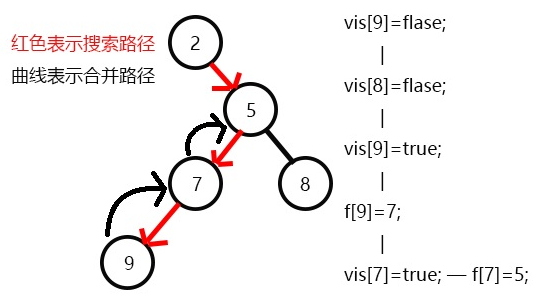 红色表示搜索路径
曲线表示合并路径
2
5
7
8
9
vis[9]=flase;
|
vis[8]=flase;
|
vis[9]=true;
|
f[9]=7;
|
vis[7]=true; — f[7]=5;